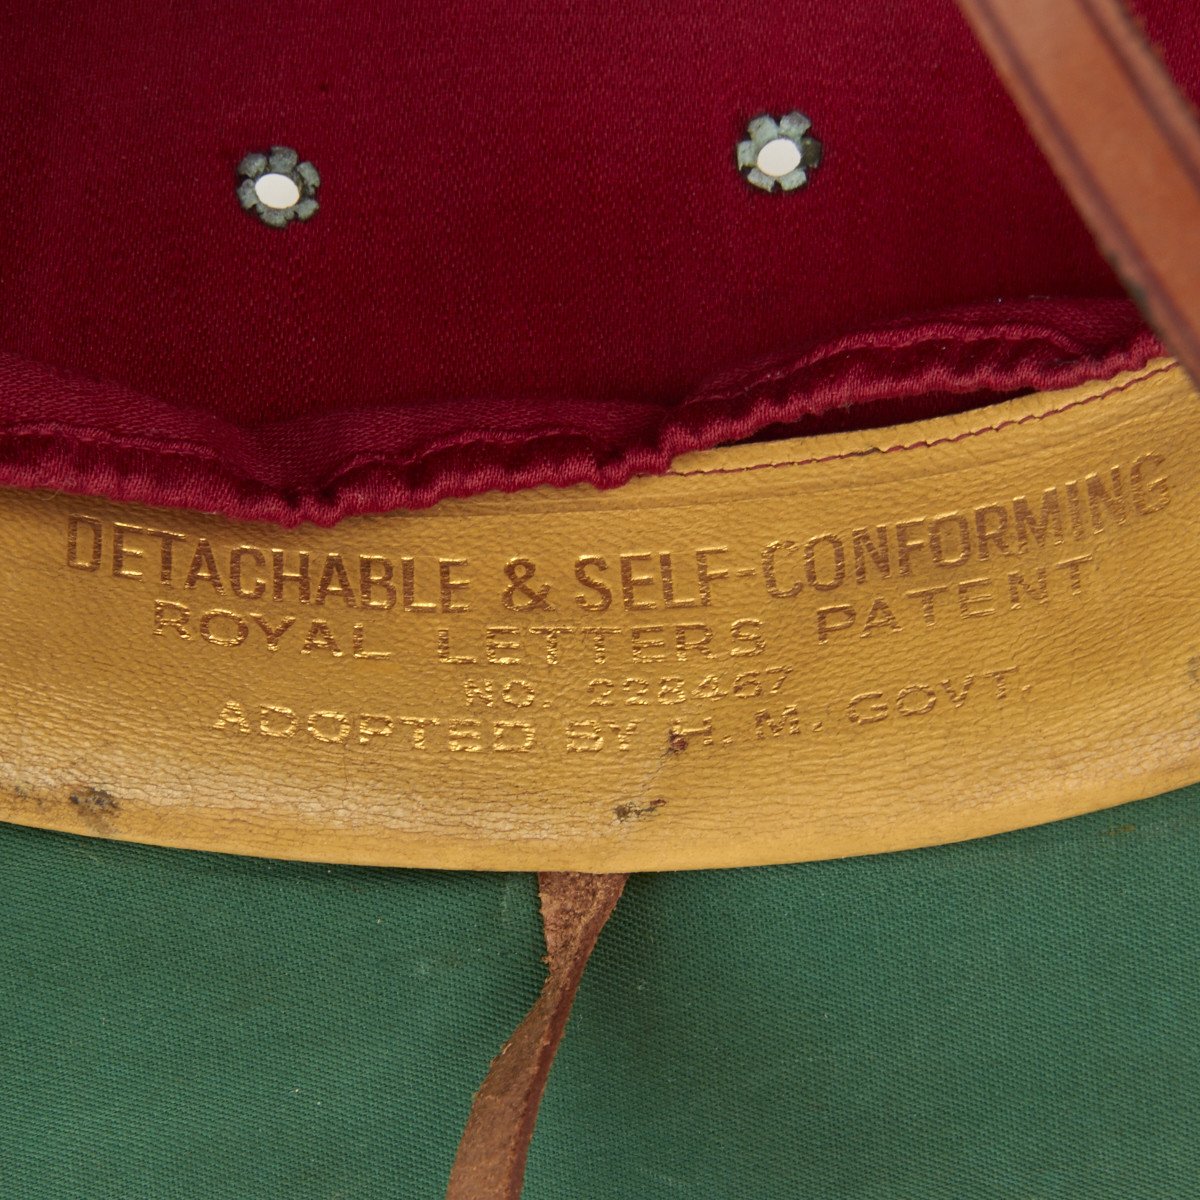 DETACHABLE & SELF-CONFORMING
ROYAL LETTERS PATENT
NO. 228467
ADOPTED BY H. M. GOVT.